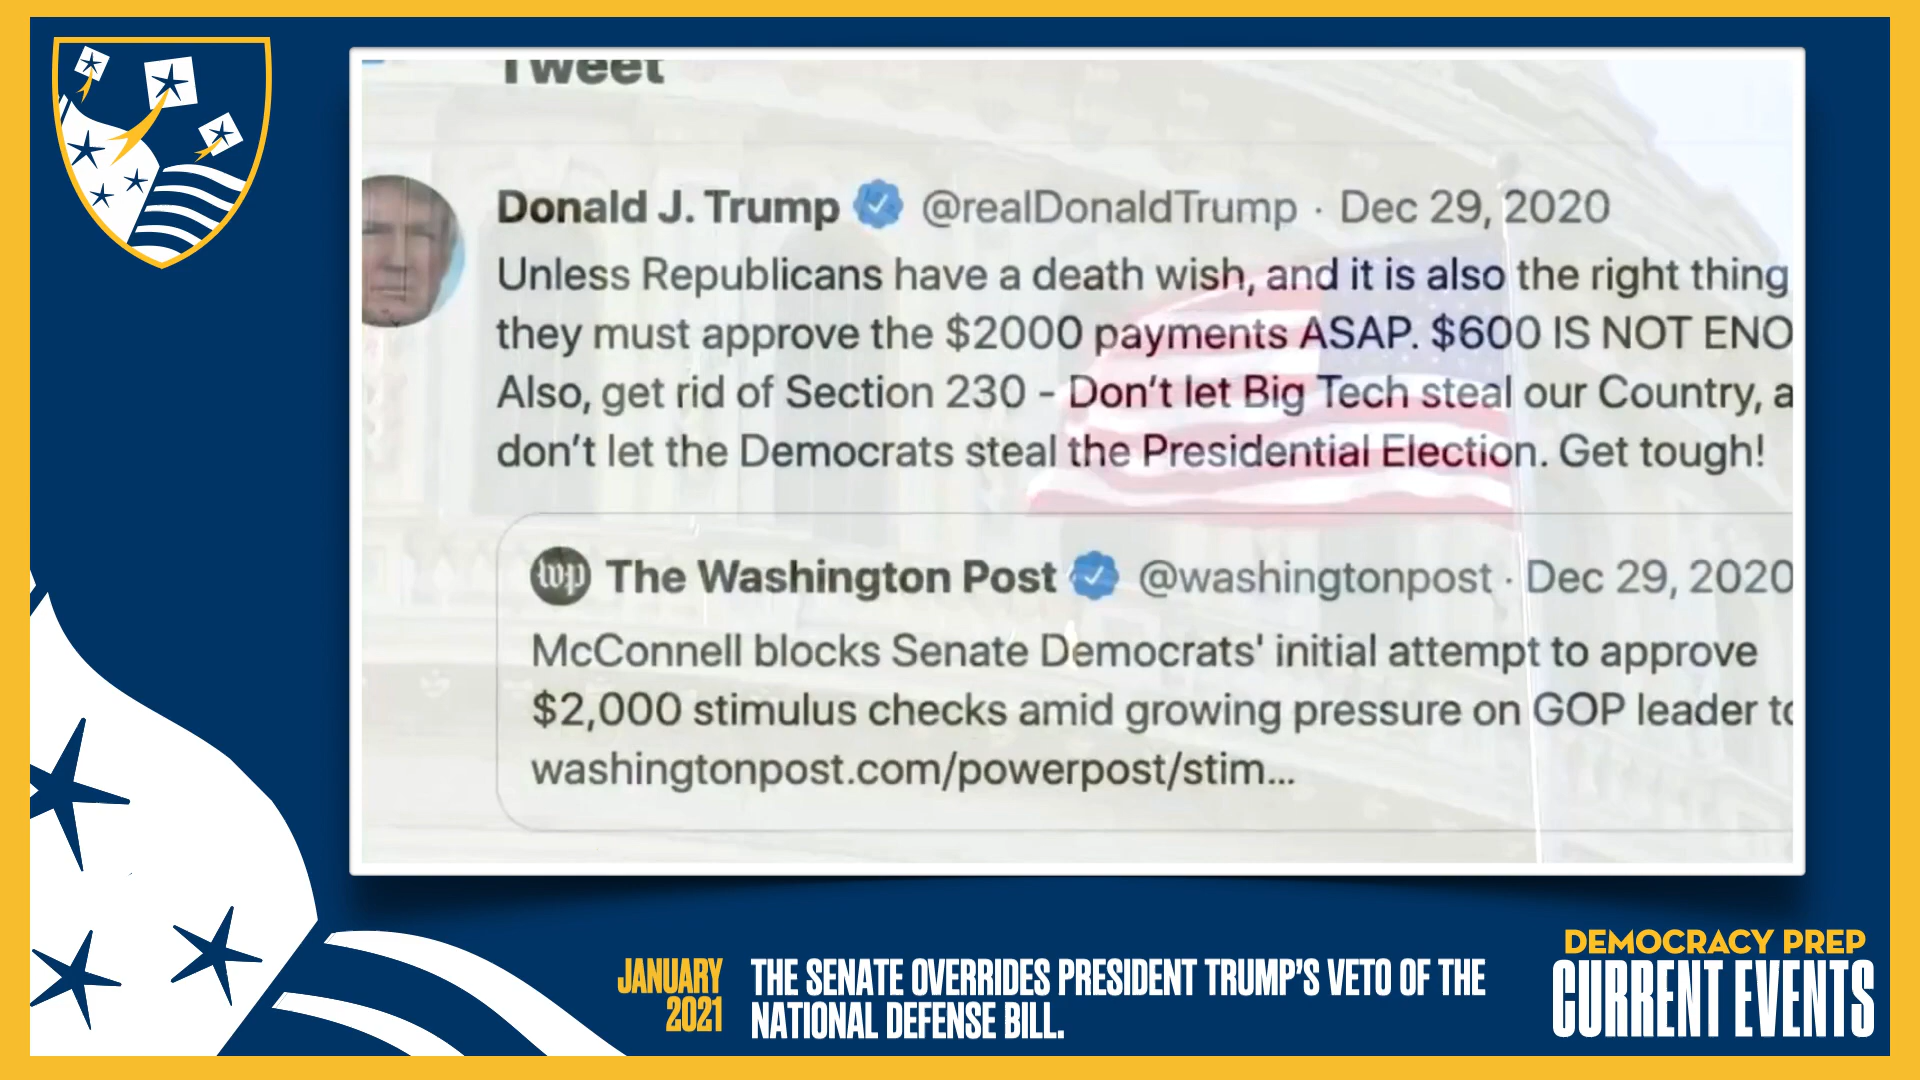 Tweet
Donald J. Trump @realDonaldTrump · Dec 29, 2020
Unless Republicans have a death wish, and it is also the right thing
they must approve the $2000 payments ASAP. $600 IS NOT ENO
Also, get rid of Section 230 - Don't let Big Tech steal our Country, a
don't let the Democrats steal the Presidential Election. Get tough!
wp The Washington Post @washingtonpost · Dec 29, 2020
McConnell blocks Senate Democrats' initial attempt to approve
$2,000 stimulus checks amid growing pressure on GOP leader to
washingtonpost.com/powerpost/stim...
JANUARY
2021
THE SENATE OVERRIDES PRESIDENT TRUMP'S VETO OF THE
NATIONAL DEFENSE BILL.
DEMOCRACY PREP
CURRENT EVENTS